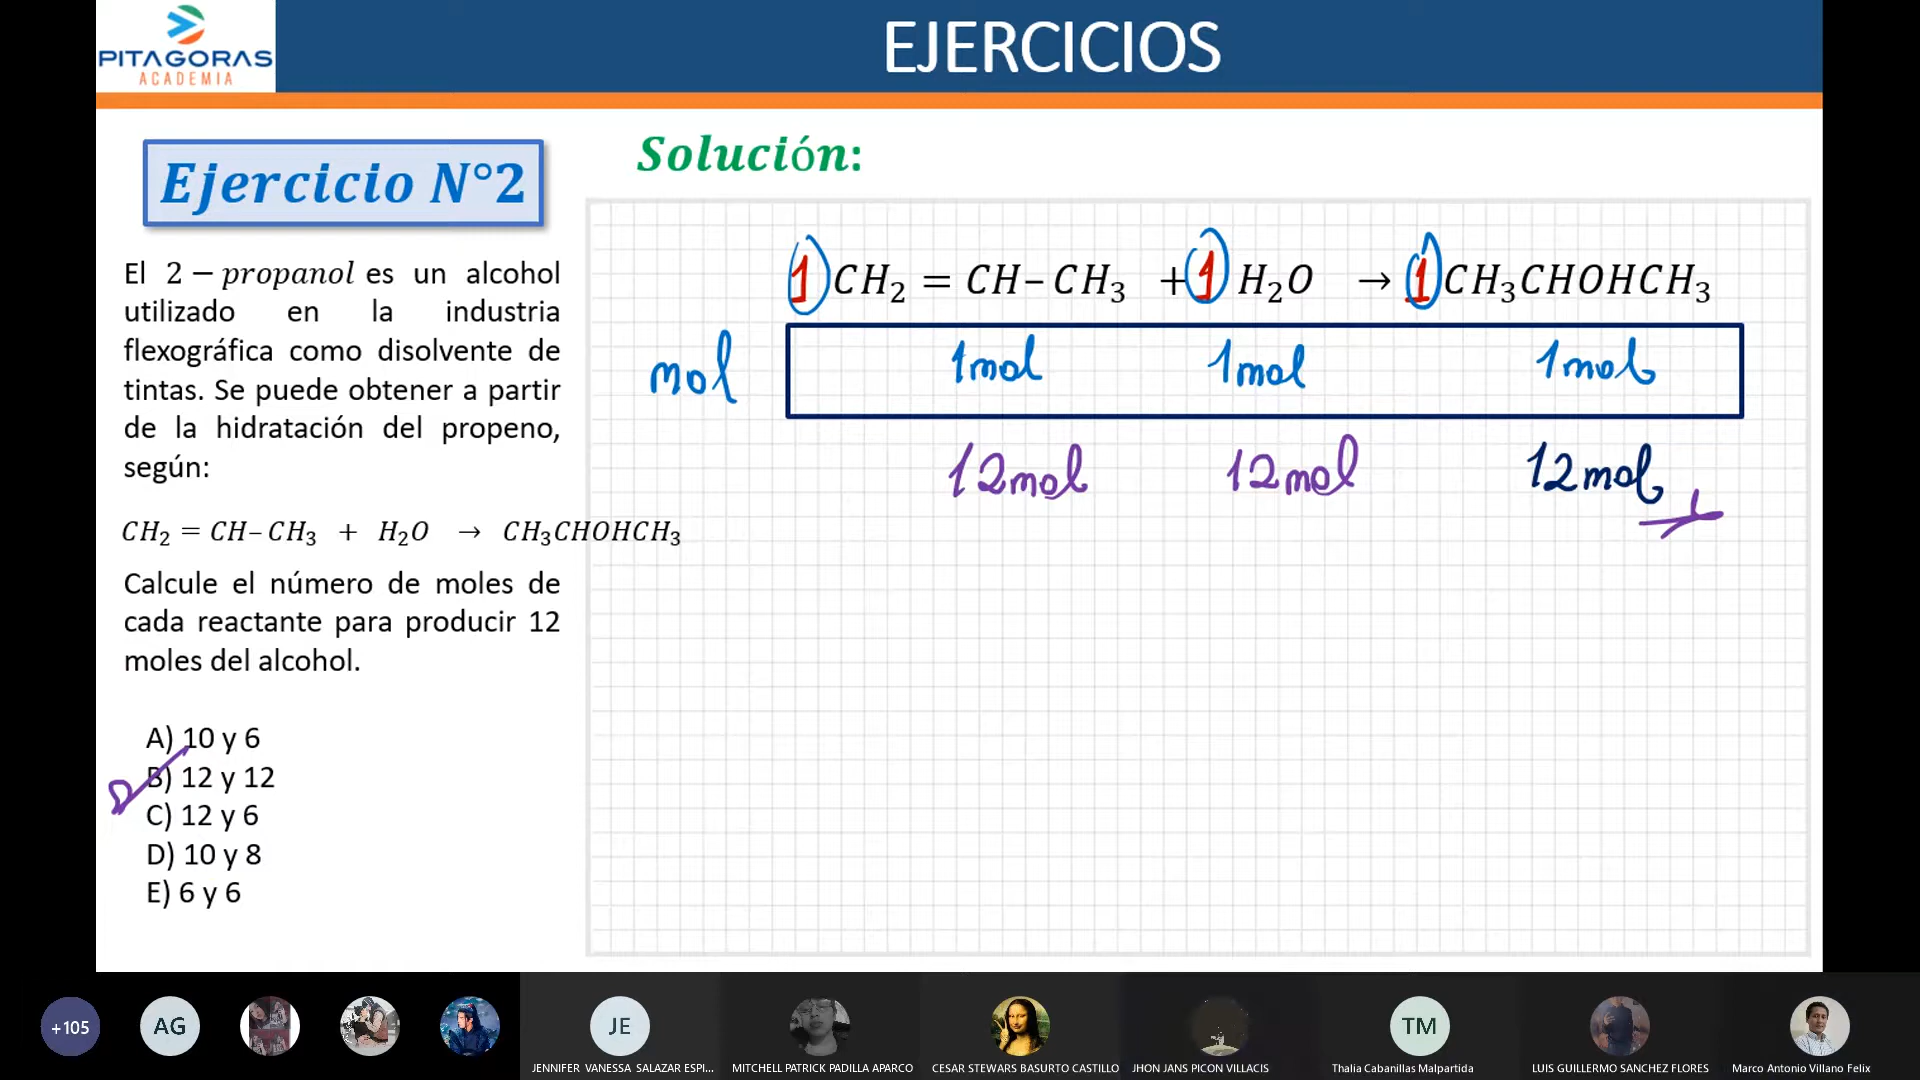 PITAGORAS
ACADEMIA
EJERCICIOS
Ejercicio N°2
Solución:
El 2 − propanol es un alcohol
utilizado en la industria
flexográfica como disolvente de
tintas. Se puede obtener a partir
de la hidratación del propeno,
según:
CH₂ = CH– CH₃ + H₂O → CH₃CHOHCH₃
Calcule el número de moles de
cada reactante para producir 12
moles del alcohol.
A) 10 y 6
B) 12 y 12
C) 12 y 6
D) 10 y 8
E) 6 y 6
1 CH₂ = CH– CH₃ + 1 H₂O → 1 CH₃CHOHCH₃
mol 1mol 1mol 1mol
12mol 12mol 12mol
+105
AG
JE
TM
JENNIFER VANESSA SALAZAR ESPI...
MITCHELL PATRICK PADILLA APARCO
CESAR STEWARS BASURTO CASTILLO
JHON JANS PICON VILLACIS
Thalia Cabanillas Malpartida
LUIS GUILLERMO SANCHEZ FLORES
Marco Antonio Villano Felix